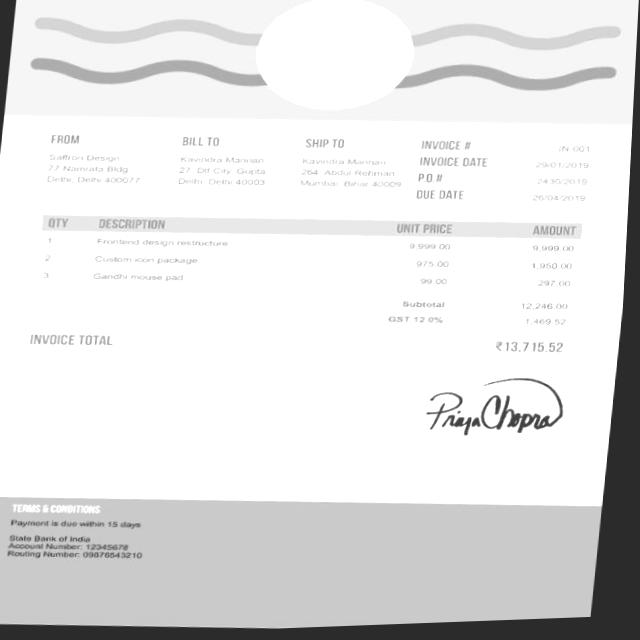 FROM
Saffron Design
77 Namrata Bldg
Delhi, Delhi 400077
BILL TO
Kavindra Mannan
27, Dlf City, Gupta
Delhi, Delhi 40003
SHIP TO
Kavindra Mannan
264, Abdul Rehman
Mumbai, Bihar 40009
INVOICE # IN-001
INVOICE DATE 29/01/2019
P.O.# 2430/2019
DUE DATE 26/04/2019
QTY DESCRIPTION UNIT PRICE AMOUNT
1 Frontend design restructure 9,999.00 9,999.00
2 Custom icon package 975.00 1,950.00
3 Gandhi mouse pad 99.00 297.00
Subtotal 12,246.00
GST 12.0% 1,469.52
INVOICE TOTAL ₹13,715.52
Priya Chopra
TERMS & CONDITIONS
Payment is due within 15 days
State Bank of India
Account Number: 12345678
Routing Number: 09876543210